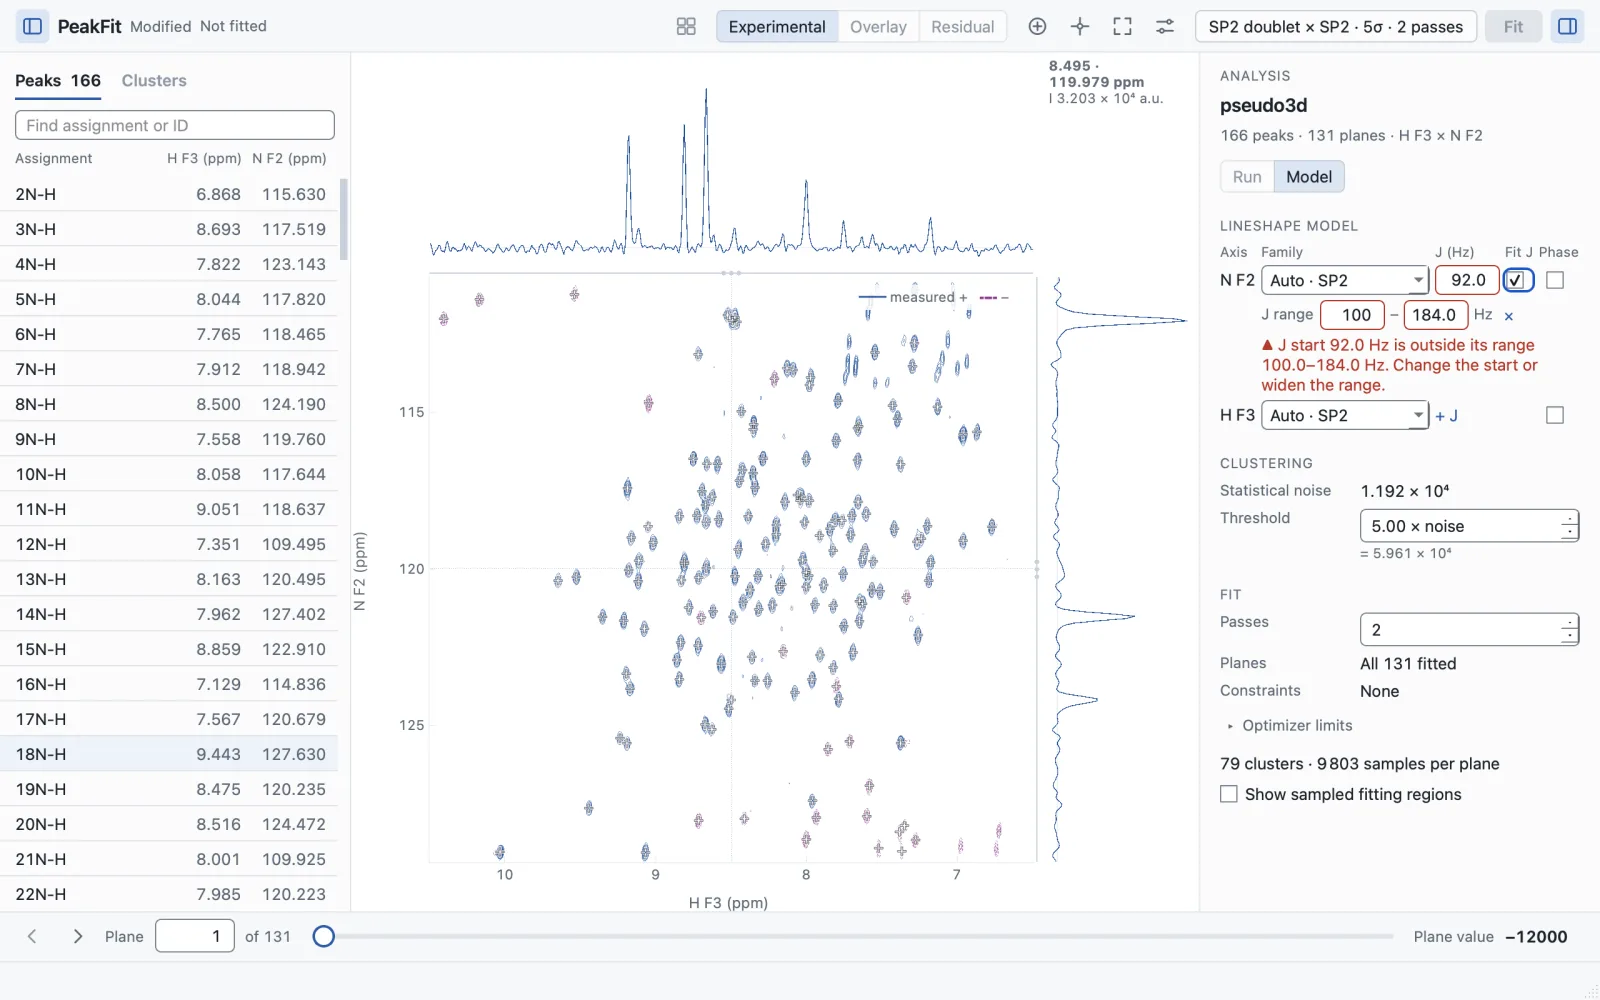 PeakFit Modified Not fitted
Experimental Overlay Residual
SP2 doublet × SP2 · 5σ · 2 passes
Fit
Peaks 166 Clusters
Find assignment or ID
Assignment H F3 (ppm) N F2 (ppm)
2N-H 6.868 115.630
3N-H 8.693 117.519
4N-H 7.822 123.143
5N-H 8.044 117.820
6N-H 7.765 118.465
7N-H 7.912 118.942
8N-H 8.500 124.190
9N-H 7.558 119.760
10N-H 8.058 117.644
11N-H 9.051 118.637
12N-H 7.351 109.495
13N-H 8.163 120.495
14N-H 7.962 127.402
15N-H 8.859 122.910
16N-H 7.129 114.836
17N-H 7.567 120.679
18N-H 9.443 127.630
19N-H 8.475 120.235
20N-H 8.516 124.472
21N-H 8.001 109.925
22N-H 7.985 120.223
8.495 ·
119.979 ppm
I 3.203 × 10⁴ a.u.
measured + −
115
120
125
N F2 (ppm)
10 9 8 7
H F3 (ppm)
ANALYSIS
pseudo3d
166 peaks · 131 planes · H F3 × N F2
Run Model
LINESHAPE MODEL
Axis Family J (Hz) Fit J Phase
N F2 Auto · SP2 92.0
J range 100 – 184.0 Hz ×
▲ J start 92.0 Hz is outside its range
100.0–184.0 Hz. Change the start or
widen the range.
H F3 Auto · SP2 + J
CLUSTERING
Statistical noise 1.192 × 10⁴
Threshold 5.00 × noise
= 5.961 × 10⁴
FIT
Passes 2
Planes All 131 fitted
Constraints None
▸ Optimizer limits
79 clusters · 9 803 samples per plane
Show sampled fitting regions
Plane 1 of 131
Plane value −12000